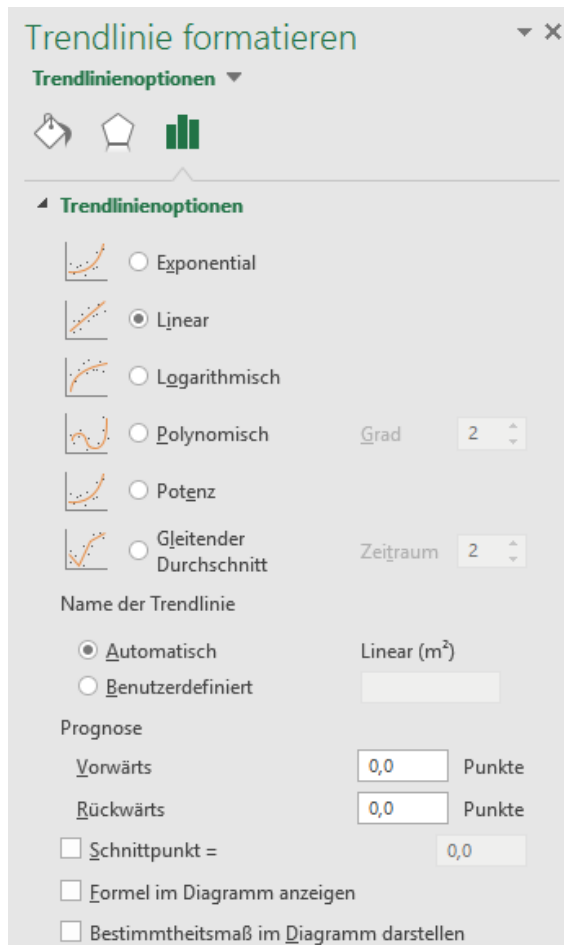 Trendlinie formatieren
Trendlinienoptionen
Trendlinienoptionen
Exponential
Linear
Logarithmisch
Polynomisch Grad 2
Potenz
Gleitender
Durchschnitt Zeitraum 2
Name der Trendlinie
Automatisch Linear (m²)
Benutzerdefiniert
Prognose
Vorwärts 0,0 Punkte
Rückwärts 0,0 Punkte
Schnittpunkt = 0,0
Formel im Diagramm anzeigen
Bestimmtheitsmaß im Diagramm darstellen